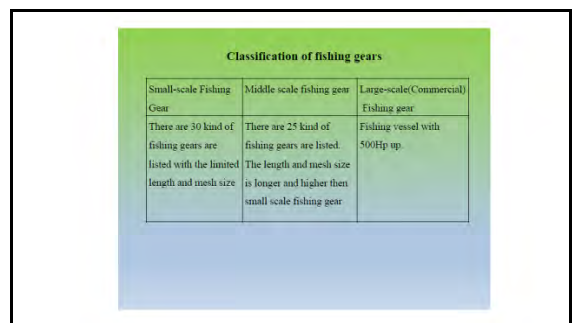 Classification of fishing gears
Small-scale Fishing
Gear
Middle scale fishing gear
Large-scale(Commercial)
Fishing gear
There are 30 kind of
fishing gears are
listed with the limited
length and mesh size
There are 25 kind of
fishing gears are listed.
The length and mesh size
is longer and higher then
small scale fishing gear
Fishing vessel with
500Hp up.